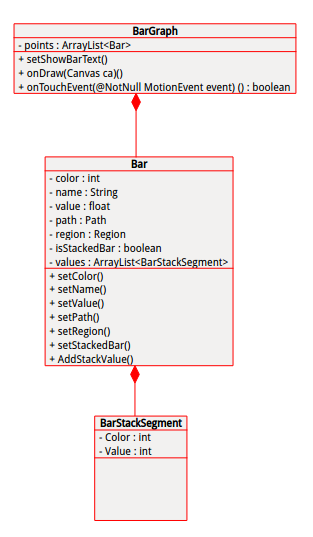 BarGraph
- points : ArrayList<Bar>
+ setShowBarText()
+ onDraw(Canvas ca)()
+ onTouchEvent(@NotNull MotionEvent event) () : boolean
Bar
- color : int
- name : String
- value : float
- path : Path
- region : Region
- isStackedBar : boolean
- values : ArrayList<BarStackSegment>
+ setColor()
+ setName()
+ setValue()
+ setPath()
+ setRegion()
+ setStackedBar()
+ AddStackValue()
BarStackSegment
- Color : int
- Value : int